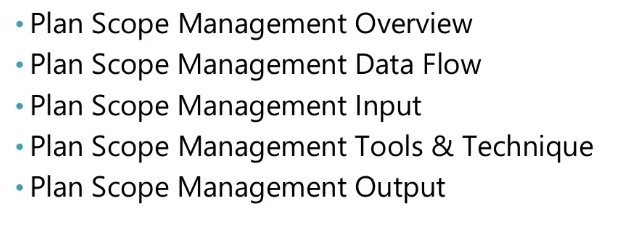 • Plan Scope Management Overview
• Plan Scope Management Data Flow
• Plan Scope Management Input
• Plan Scope Management Tools & Technique
• Plan Scope Management Output